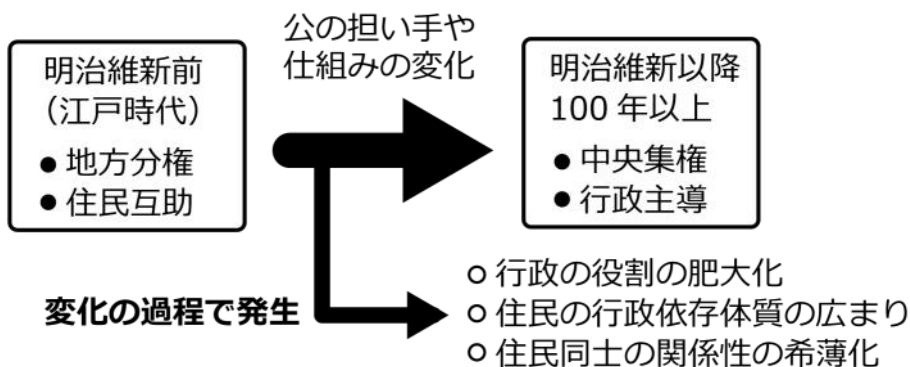 公の担い手や
仕組みの変化
明治維新前
（江戸時代）
● 地方分権
● 住民互助
明治維新以降
100 年以上
● 中央集権
● 行政主導
変化の過程で発生
○ 行政の役割の肥大化
○ 住民の行政依存体質の広まり
○ 住民同士の関係性の希薄化